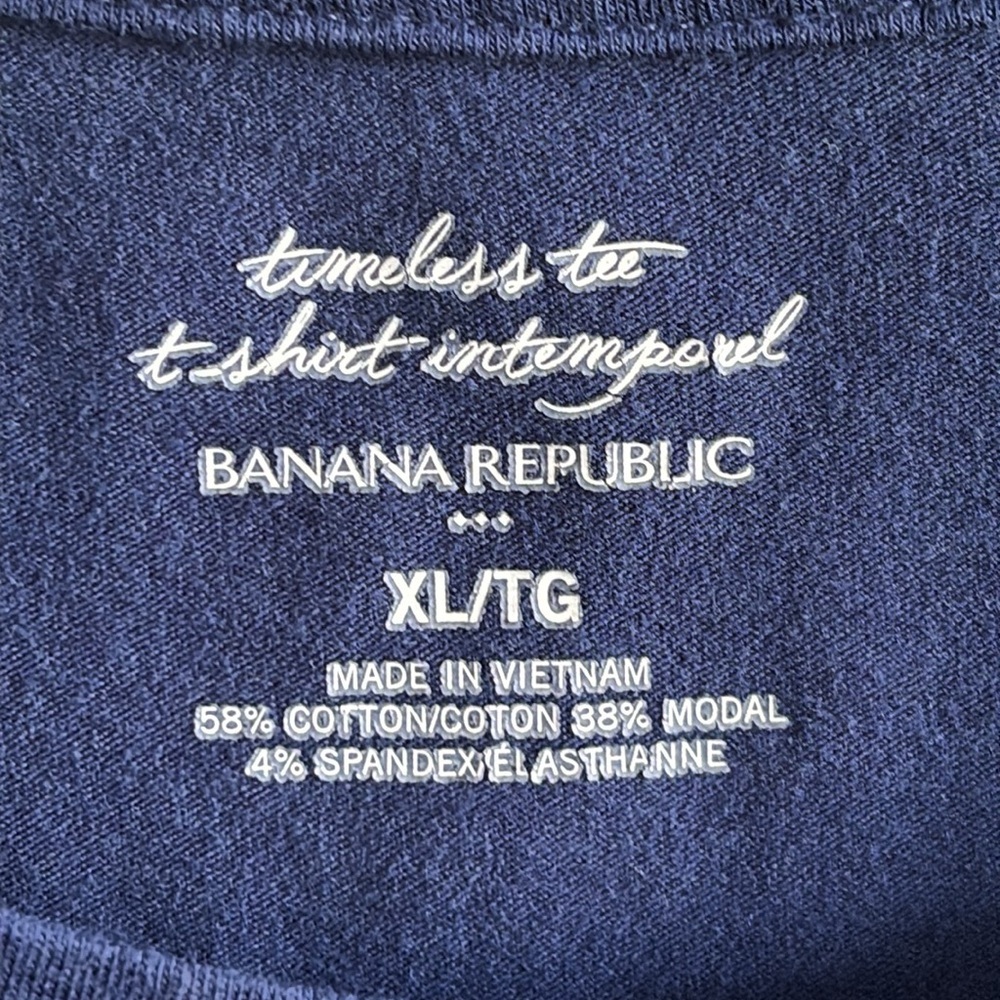 timeless tee
t-shirt intemporel
BANANA REPUBLIC
XL/TG
MADE IN VIETNAM
58% COTTON/COTON 38% MODAL
4% SPANDEX/ÉLASTHANNE